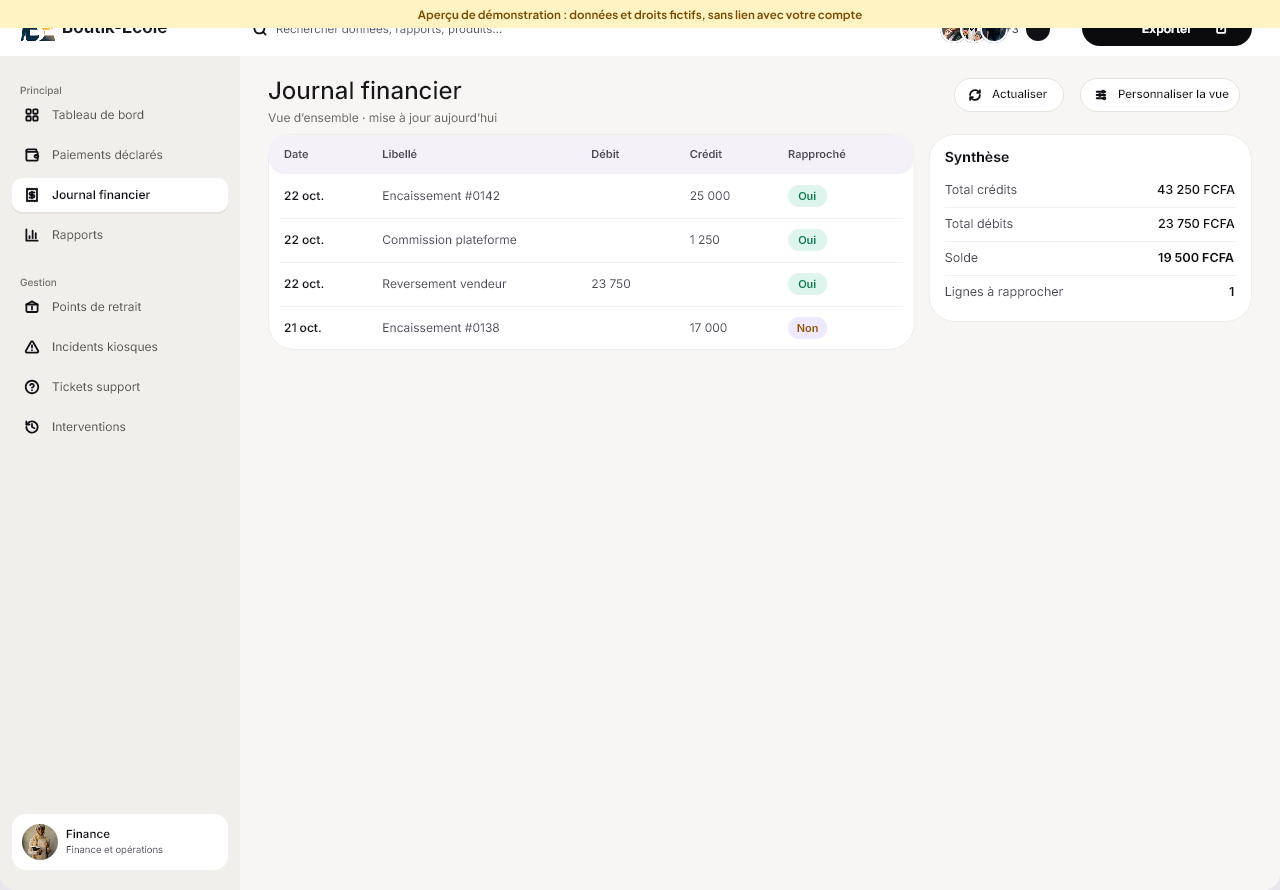 Aperçu de démonstration : données et droits fictifs, sans lien avec votre compte
Boutik-École
Rechercher données, rapports, produits...
+3
Exporter
Principal
Tableau de bord
Paiements déclarés
Journal financier
Rapports
Gestion
Points de retrait
Incidents kiosques
Tickets support
Interventions
Finance
Finance et opérations
Journal financier
Vue d'ensemble · mise à jour aujourd'hui
Actualiser
Personnaliser la vue
Date Libellé Débit Crédit Rapproché
22 oct. Encaissement #0142 25 000 Oui
22 oct. Commission plateforme 1 250 Oui
22 oct. Reversement vendeur 23 750 Oui
21 oct. Encaissement #0138 17 000 Non
Synthèse
Total crédits 43 250 FCFA
Total débits 23 750 FCFA
Solde 19 500 FCFA
Lignes à rapprocher 1